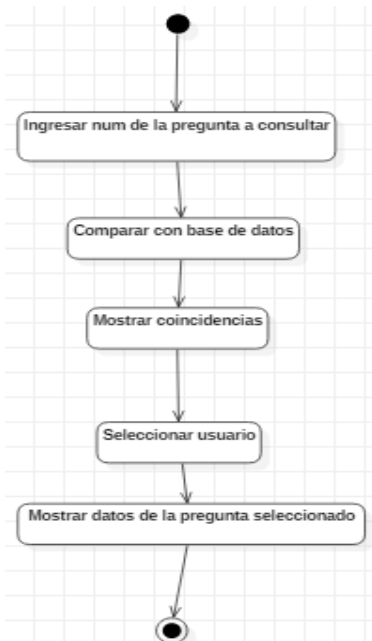 Ingresar num de la pregunta a consultar
Comparar con base de datos
Mostrar coincidencias
Seleccionar usuario
Mostrar datos de la pregunta seleccionado